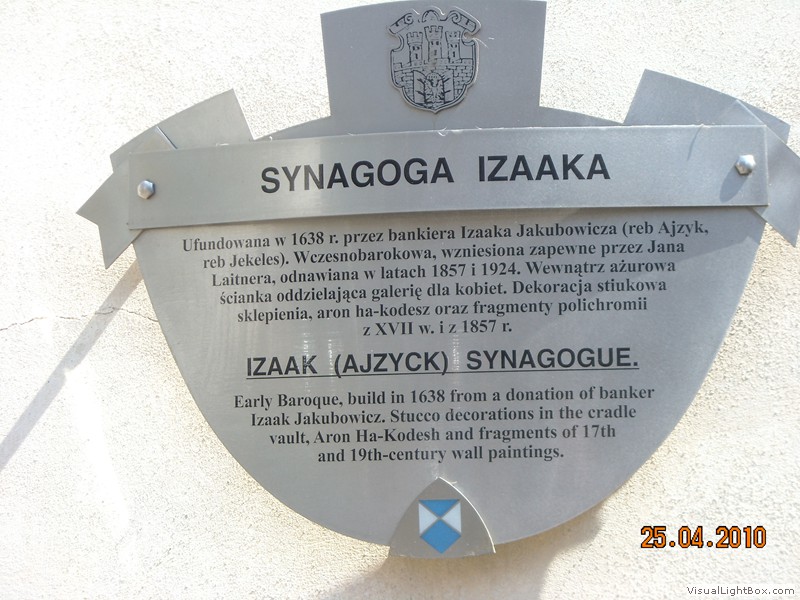 SYNAGOGA IZAAKA
Ufundowana w 1638 r. przez bankiera Izaaka Jakubowicza (reb Ajzyk,
reb Jekeles). Wczesnobarokowa, wzniesiona zapewne przez Jana
Laitnera, odnawiana w latach 1857 i 1924. Wewnątrz ażurowa
ścianka oddzielająca galerię dla kobiet. Dekoracja stiukowa
sklepienia, aron ha-kodesz oraz fragmenty polichromii
z XVII w. i z 1857 r.
IZAAK (AJZYCK) SYNAGOGUE.
Early Baroque, build in 1638 from a donation of banker
Izaak Jakubowicz. Stucco decorations in the cradle
vault, Aron Ha-Kodesh and fragments of 17th
and 19th-century wall paintings.
25.04.2010
VisualLightBox.com